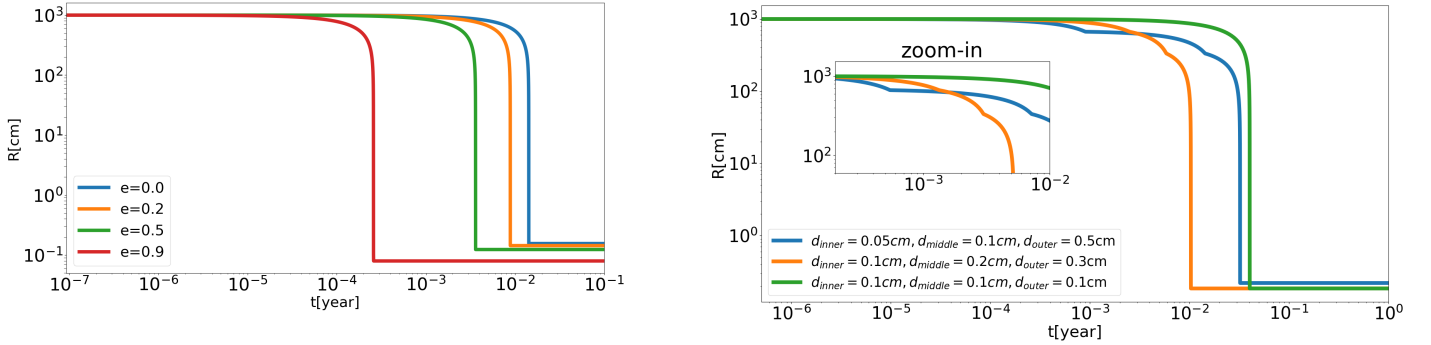 R[cm]
10³
10²
10¹
10⁰
10⁻¹
e=0.0
e=0.2
e=0.5
e=0.9
10⁻⁷ 10⁻⁶ 10⁻⁵ 10⁻⁴ 10⁻³ 10⁻² 10⁻¹
t[year]
R[cm]
10³
10²
10¹
10⁰
zoom-in
10³
10²
10⁻³ 10⁻²
d_inner = 0.05cm, d_middle = 0.1cm, d_outer = 0.5cm
d_inner = 0.1cm, d_middle = 0.2cm, d_outer = 0.3cm
d_inner = 0.1cm, d_middle = 0.1cm, d_outer = 0.1cm
10⁻⁶ 10⁻⁵ 10⁻⁴ 10⁻³ 10⁻² 10⁻¹ 10⁰
t[year]